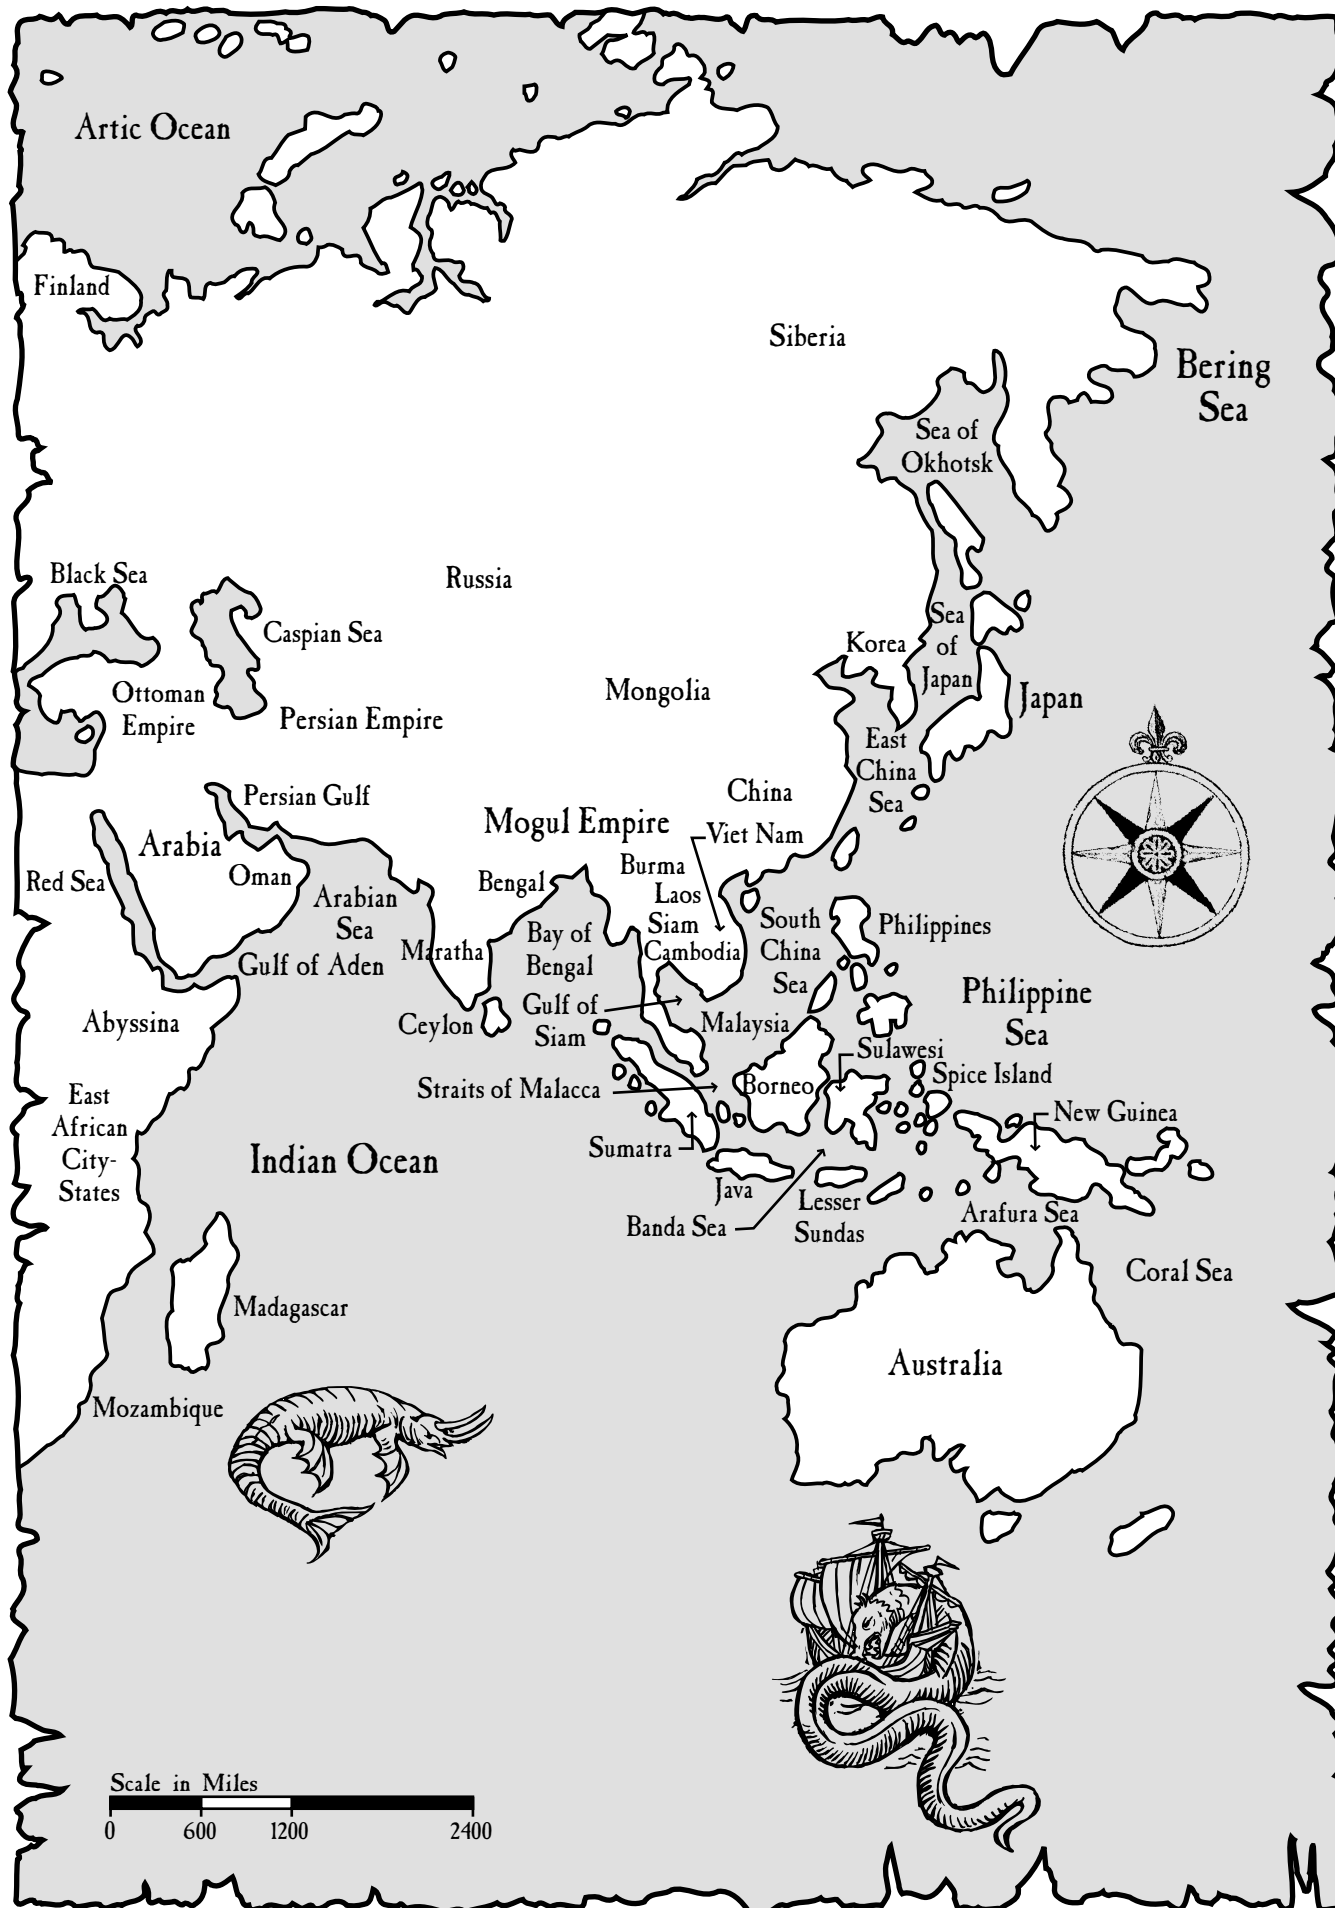 Artic Ocean
Finland
Siberia
Bering
Sea
Sea of
Okhotsk
Black Sea
Russia
Caspian Sea
Sea
of
Japan
Korea
Ottoman
Empire
Mongolia
Japan
Persian Empire
East
China
Sea
Persian Gulf
China
Mogul Empire
Viet Nam
Arabia
Burma
Red Sea
Oman
Bengal
Laos
Arabian
Sea
Siam
South
China
Sea
Philippines
Bay of
Bengal
Maratha
Cambodia
Gulf of Aden
Philippine
Sea
Gulf of
Siam
Abyssina
Ceylon
Malaysia
Sulawesi
Spice Island
Straits of Malacca
Borneo
East
African
City-
States
New Guinea
Indian Ocean
Sumatra
Java
Lesser
Sundas
Banda Sea
Arafura Sea
Coral Sea
Madagascar
Australia
Mozambique
Scale in Miles
0 600 1200 2400